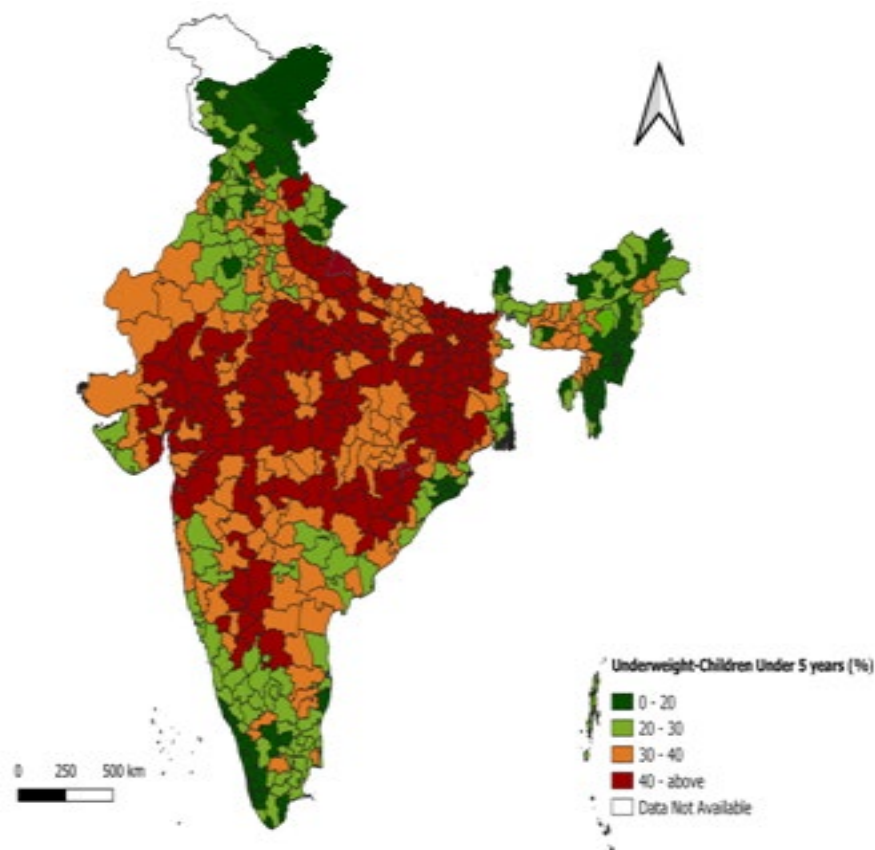 Underweight-Children Under 5 years (%)
0 - 20
20 - 30
30 - 40
40 - above
Data Not Available
0 250 500 km